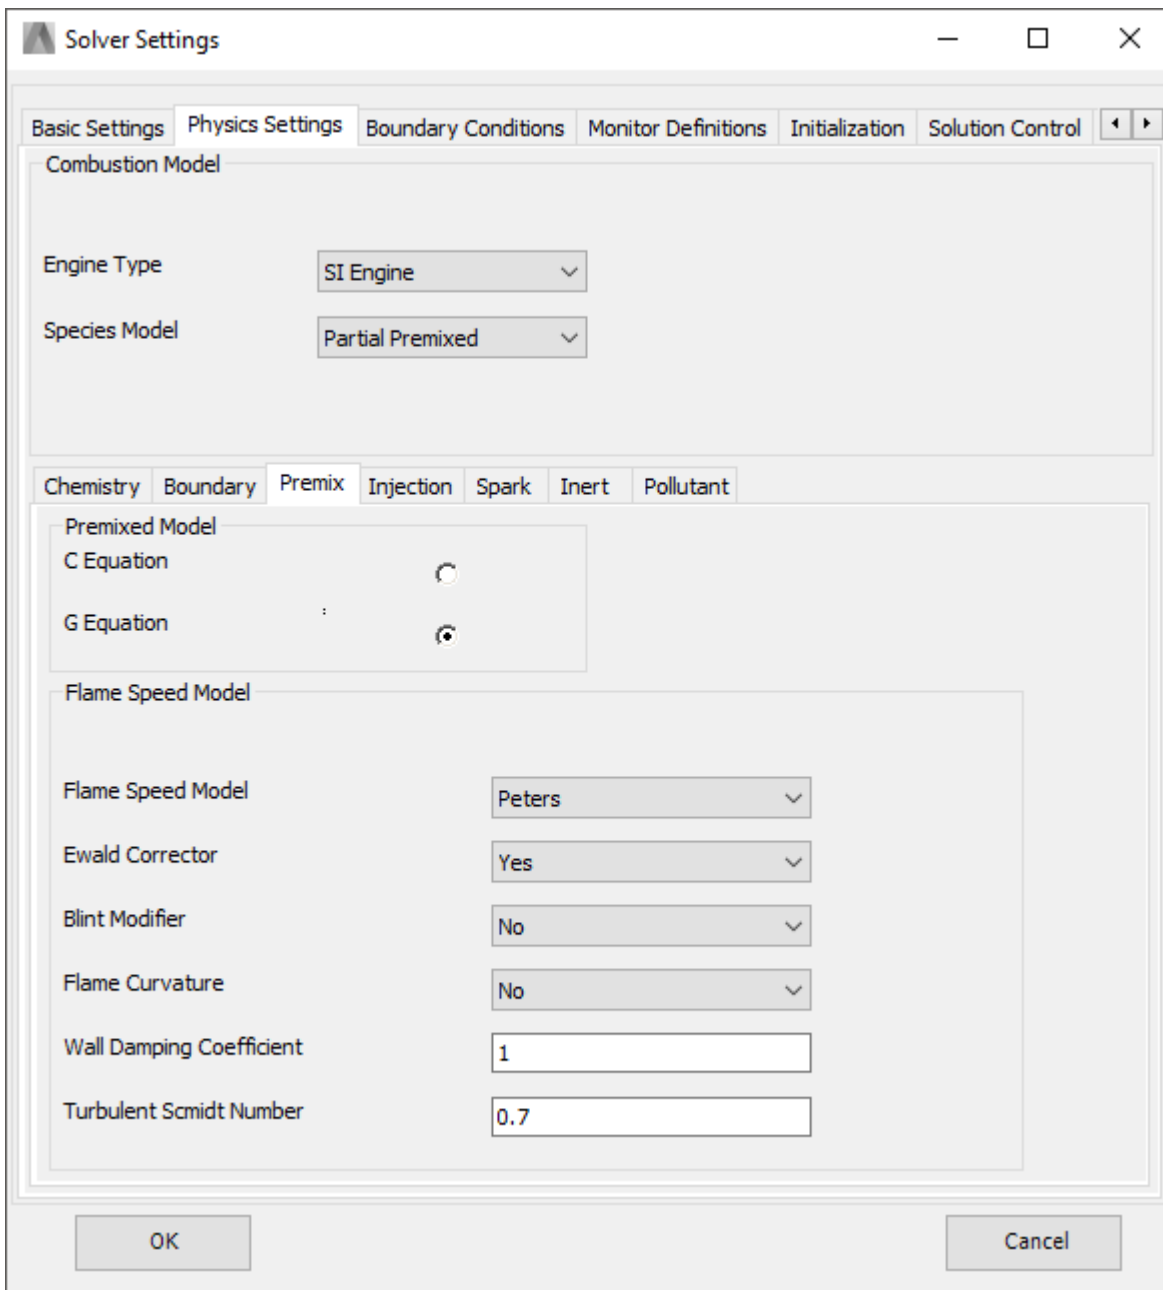 Solver Settings
Basic Settings Physics Settings Boundary Conditions Monitor Definitions Initialization Solution Control
Combustion Model
Engine Type SI Engine
Species Model Partial Premixed
Chemistry Boundary Premix Injection Spark Inert Pollutant
Premixed Model
C Equation
G Equation :
Flame Speed Model
Flame Speed Model Peters
Ewald Corrector Yes
Blint Modifier No
Flame Curvature No
Wall Damping Coefficient 1
Turbulent Scmidt Number 0.7
OK Cancel